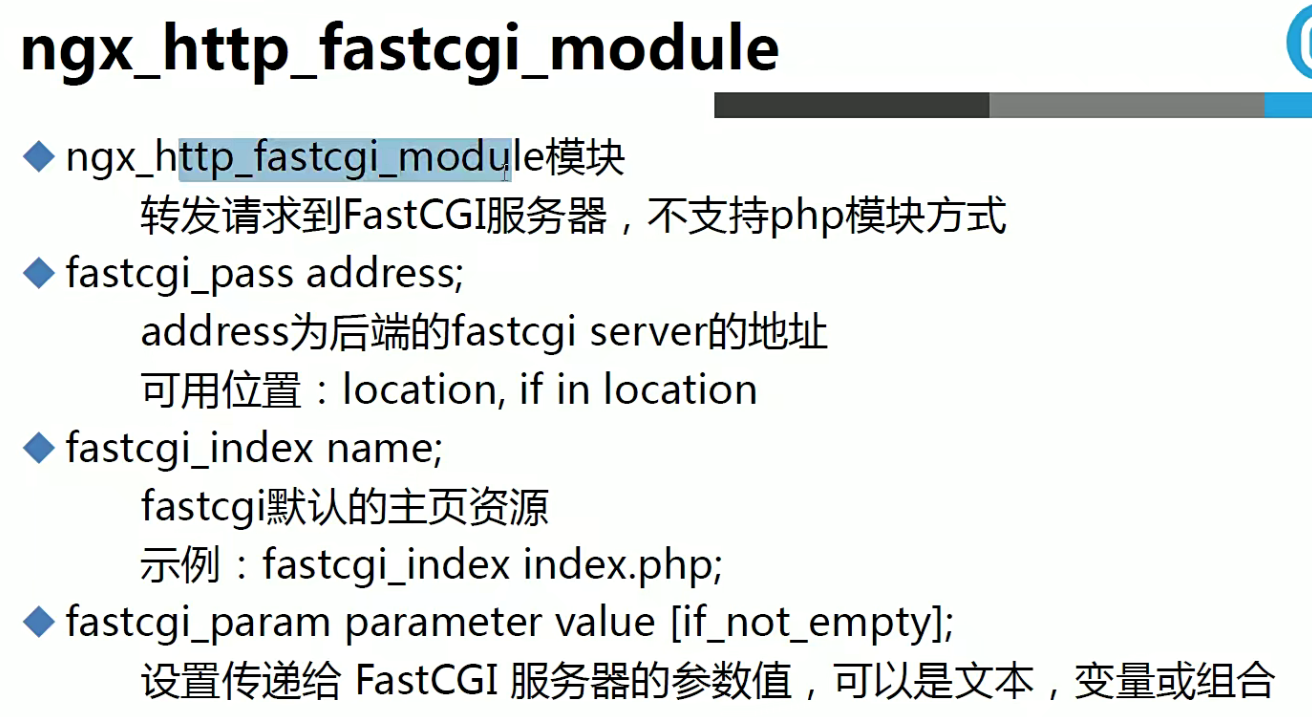 ngx_http_fastcgi_module
ngx_http_fastcgi_module模块
转发请求到FastCGI服务器，不支持php模块方式
fastcgi_pass address;
address为后端的fastcgi server的地址
可用位置：location, if in location
fastcgi_index name;
fastcgi默认的主页资源
示例：fastcgi_index index.php;
fastcgi_param parameter value [if_not_empty];
设置传递给 FastCGI 服务器的参数值，可以是文本，变量或组合